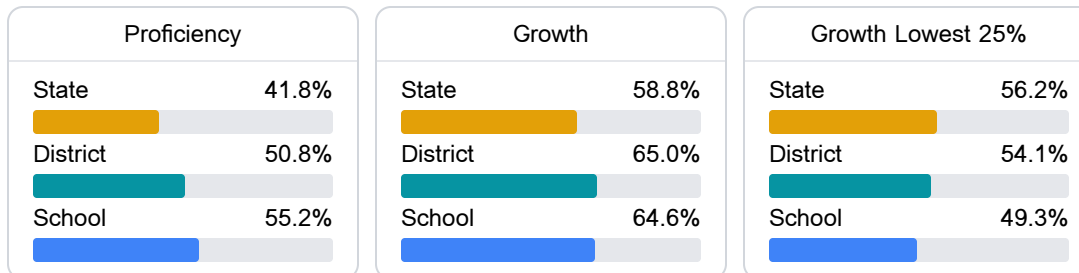 Proficiency
State 41.8%
District 50.8%
School 55.2%
Growth
State 58.8%
District 65.0%
School 64.6%
Growth Lowest 25%
State 56.2%
District 54.1%
School 49.3%